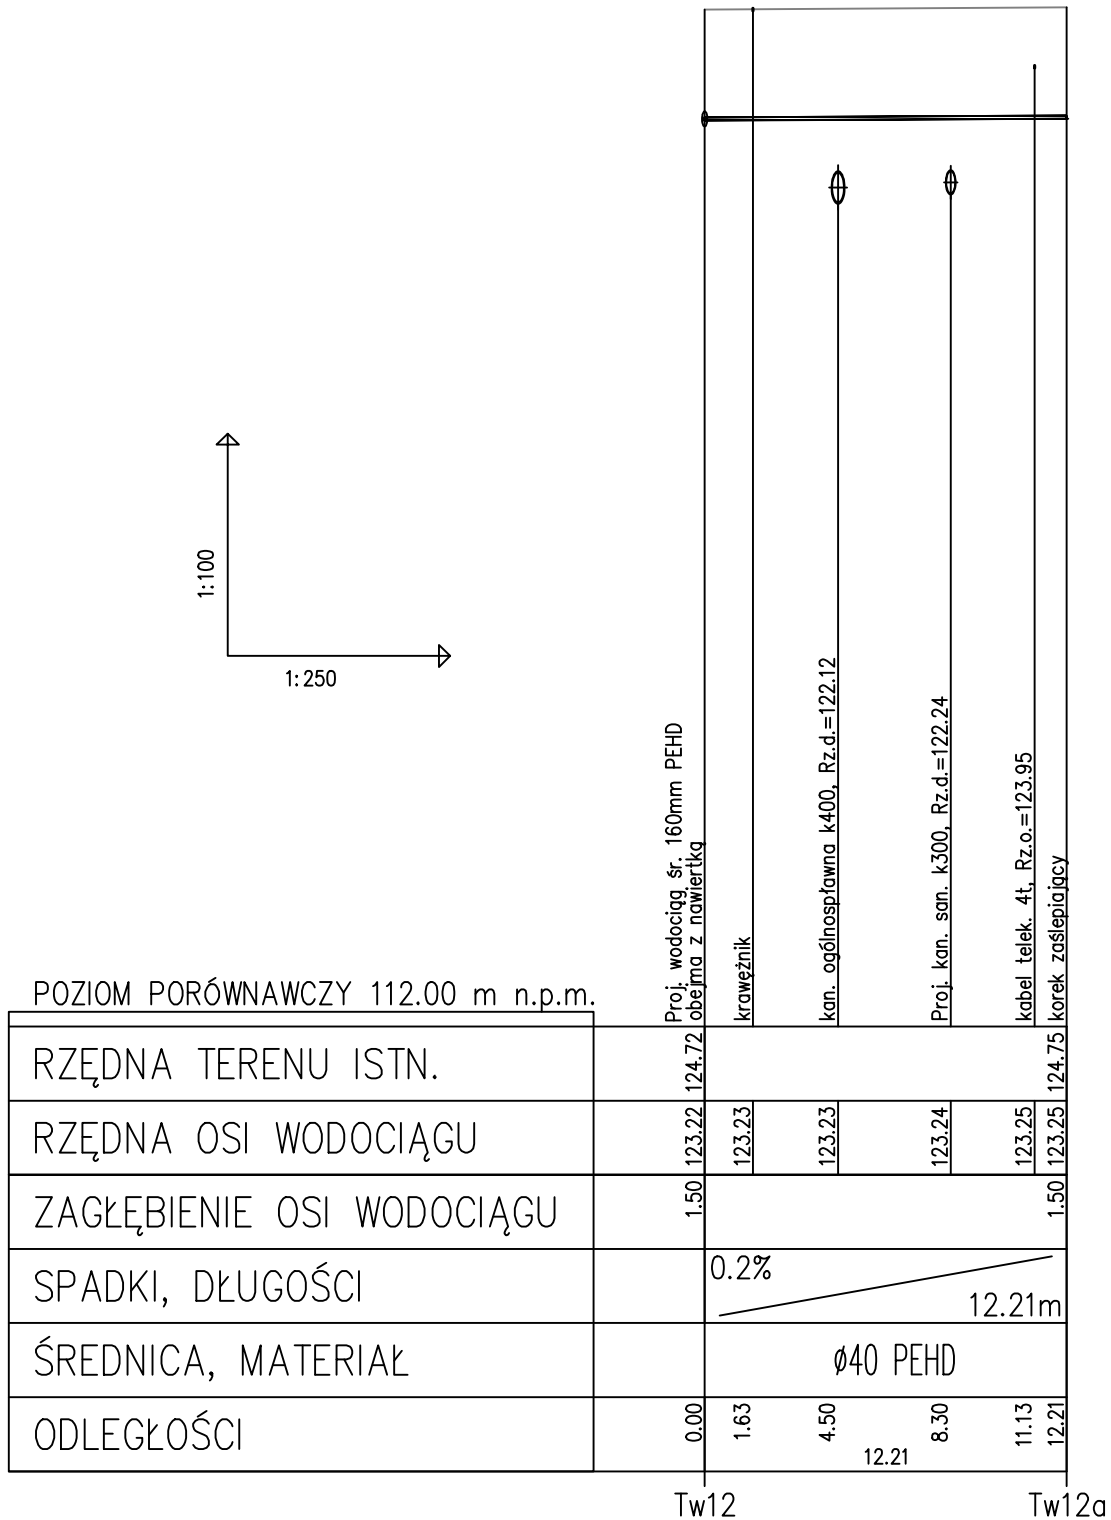 1:100
1:250
Proj. wodociąg śr. 160mm PEHD
obejma z nawiertką
krawężnik
kan. ogólnospławna k400, Rz.d.=122.12
Proj. kan. san. k300, Rz.d.=122.24
kabel telek. 4t, Rz.o.=123.95
korek zaślepiający
POZIOM PORÓWNAWCZY 112.00 m n.p.m.
RZĘDNA TERENU ISTN. 124.72 124.75
RZĘDNA OSI WODOCIĄGU 123.22 123.23 123.23 123.24 123.25 123.25
ZAGŁĘBIENIE OSI WODOCIĄGU 1.50 1.50
SPADKI, DŁUGOŚCI 0.2% 12.21m
ŚREDNICA, MATERIAŁ ø40 PEHD
ODLEGŁOŚCI 0.00 1.63 4.50 8.30 11.13 12.21
12.21
Tw12 Tw12a